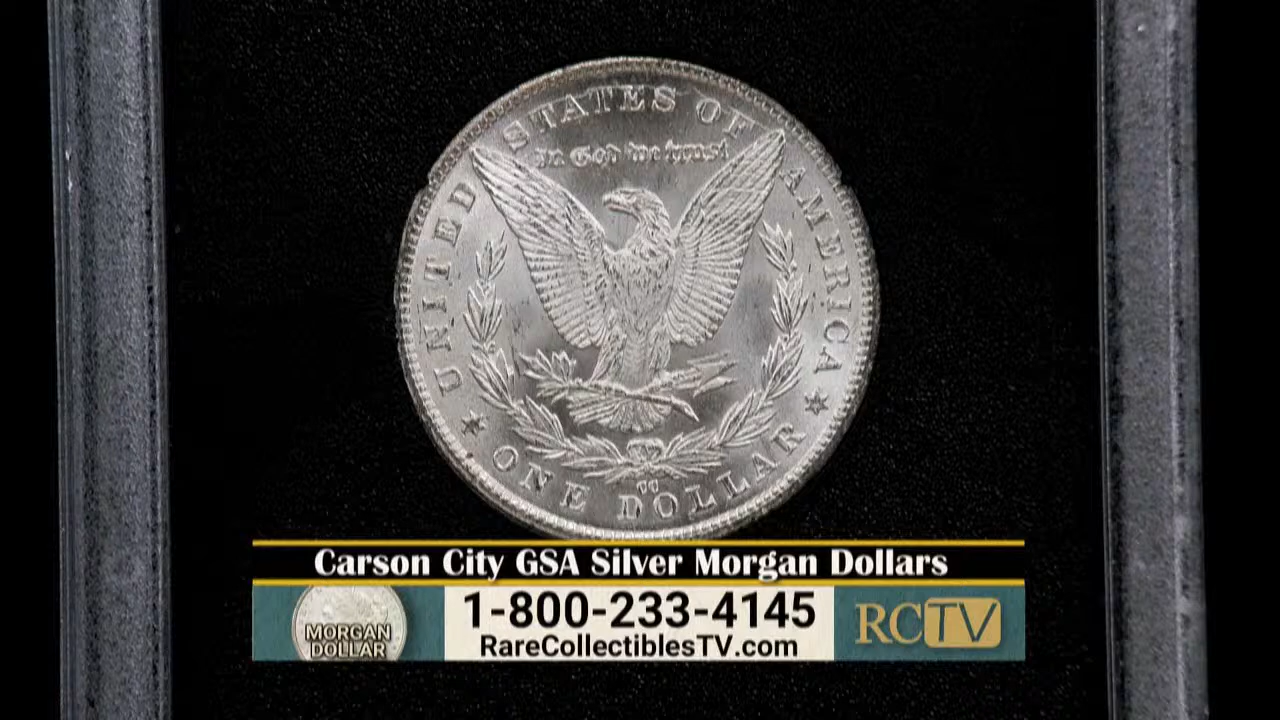 UNITED STATES OF AMERICA
In God we trust
ONE DOLLAR
CC
Carson City GSA Silver Morgan Dollars
MORGAN
DOLLAR
1-800-233-4145
RareCollectiblesTV.com
RCTV